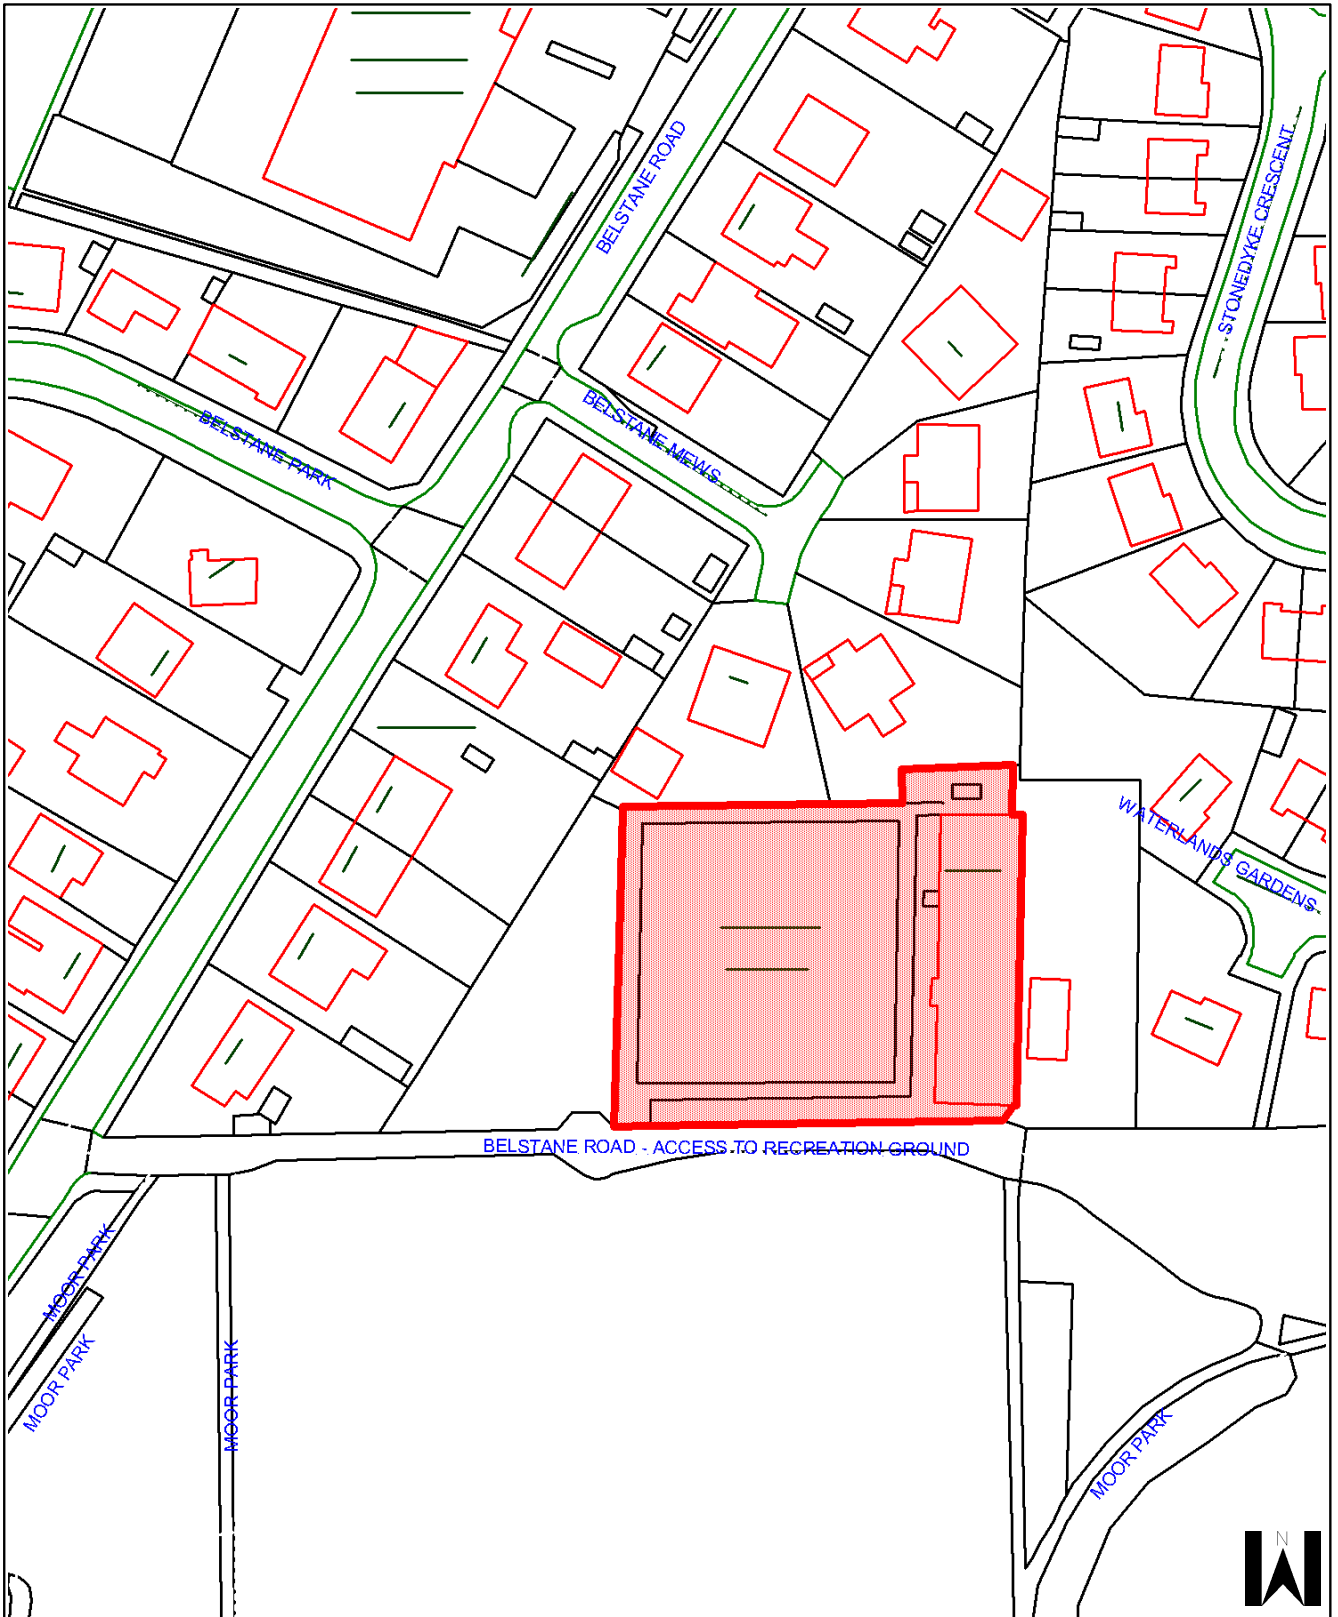 BELSTANE ROAD
STONEDYKE CRESCENT
BELSTANE MEWS
BELSTANE PARK
WATERLANDS GARDENS
BELSTANE ROAD - ACCESS TO RECREATION GROUND
MOOR PARK
MOOR PARK
MOOR PARK
MOOR PARK
N